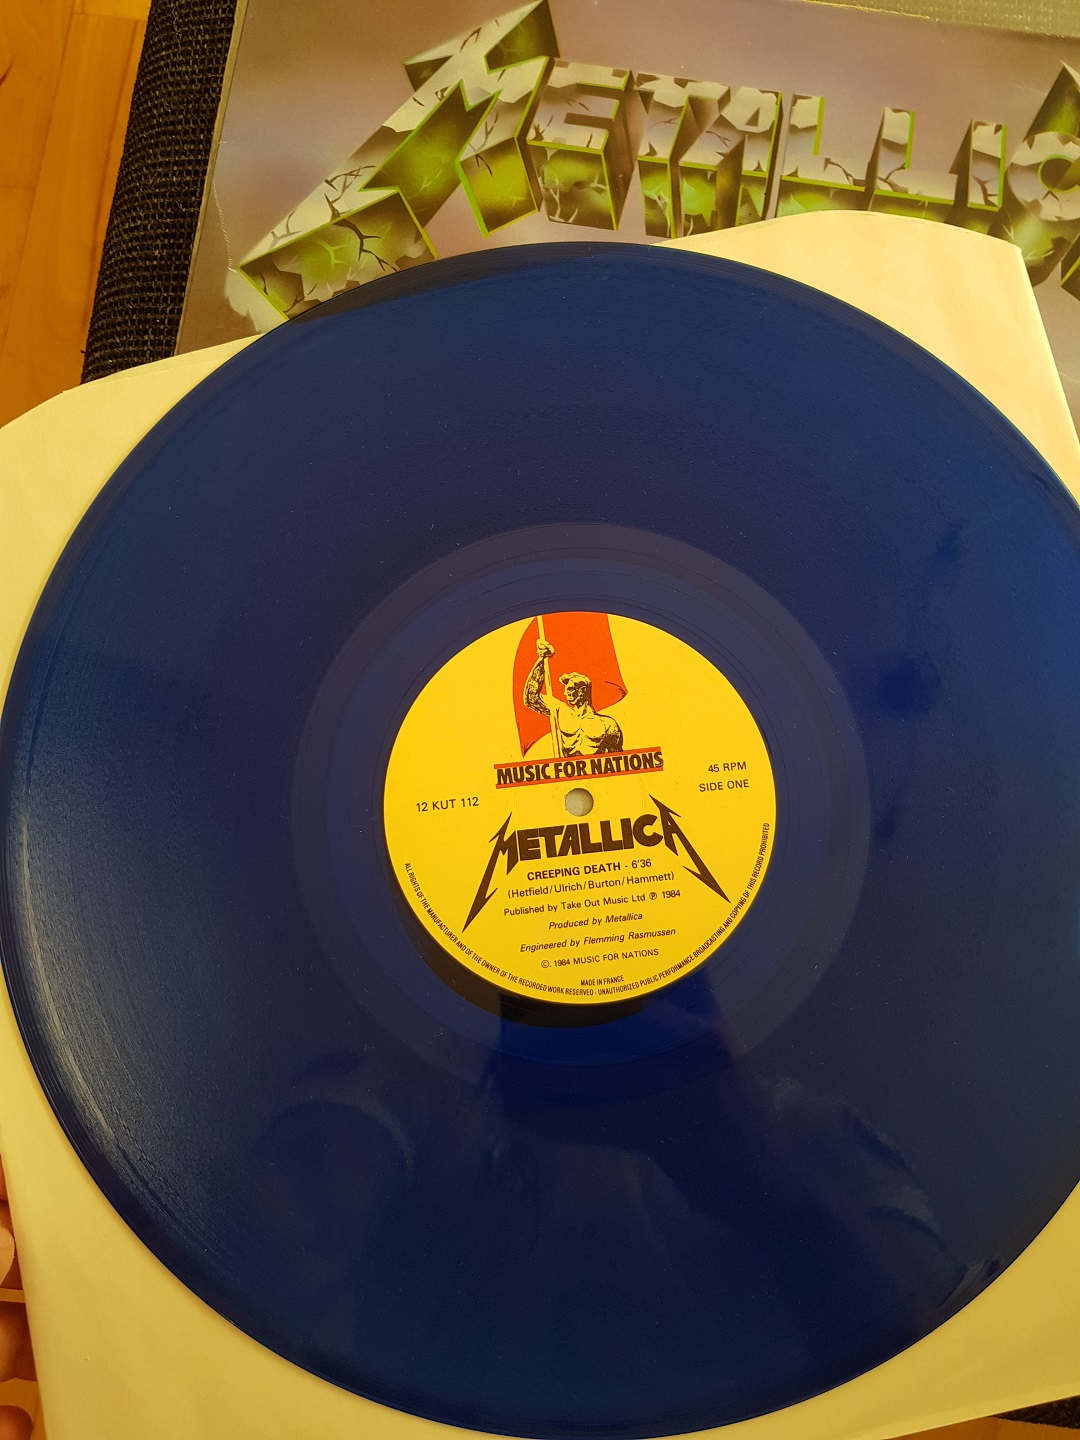 METALLIC
MUSIC FOR NATIONS
12 KUT 112
45 RPM
SIDE ONE
METALLICA
CREEPING DEATH - 6'36
(Hetfield/Ulrich/Burton/Hammett)
Published by Take Out Music Ltd ℗ 1984
Produced by Metallica
Engineered by Flemming Rasmussen
©. 1984 MUSIC FOR NATIONS
MADE IN FRANCE
ALL RIGHTS OF THE MANUFACTURER AND OF THE OWNER OF THE RECORDED WORK RESERVED - UNAUTHORIZED PUBLIC PERFORMANCE BROADCASTING AND COPYING OF THIS RECORD PROHIBITED